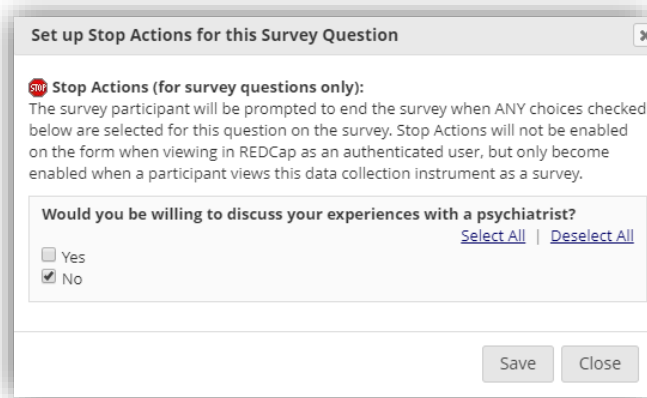 Set up Stop Actions for this Survey Question
STOP Stop Actions (for survey questions only):
The survey participant will be prompted to end the survey when ANY choices checked
below are selected for this question on the survey. Stop Actions will not be enabled
on the form when viewing in REDCap as an authenticated user, but only become
enabled when a participant views this data collection instrument as a survey.
Would you be willing to discuss your experiences with a psychiatrist?
Select All | Deselect All
Yes
No
Save Close